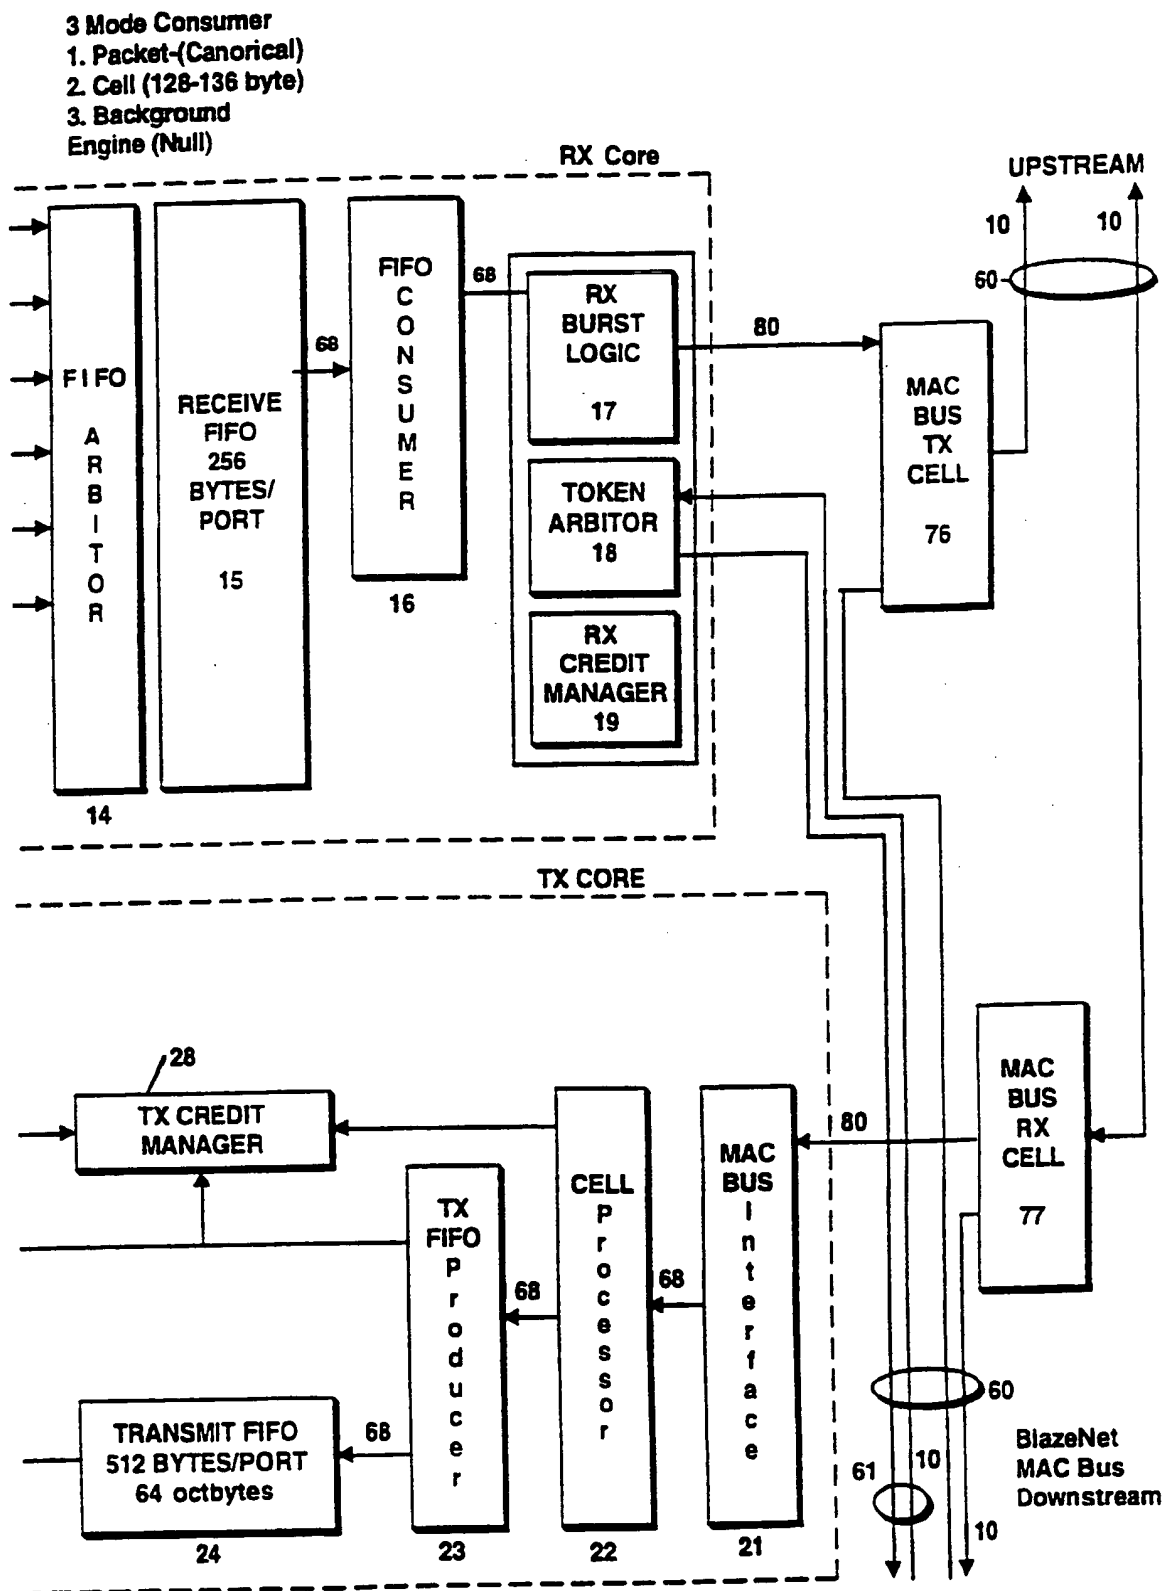 3 Mode Consumer
1. Packet-(Canorical)
2. Cell (128-136 byte)
3. Background
Engine (Null)
RX Core
UPSTREAM
10
10
60
FIFO
ARBITOR
14
RECEIVE
FIFO
256
BYTES/
PORT
15
68
FIFO
CONSUMER
16
68
RX
BURST
LOGIC
17
TOKEN
ARBITOR
18
RX
CREDIT
MANAGER
19
80
MAC
BUS
TX
CELL
76
TX CORE
28
TX CREDIT
MANAGER
TX
FIFO
Producer
23
68
CELL
Processor
22
68
MAC
BUS
Interface
21
80
MAC
BUS
RX
CELL
77
TRANSMIT FIFO
512 BYTES/PORT
64 octbytes
24
68
60
61
10
10
BlazeNet
MAC Bus
Downstream